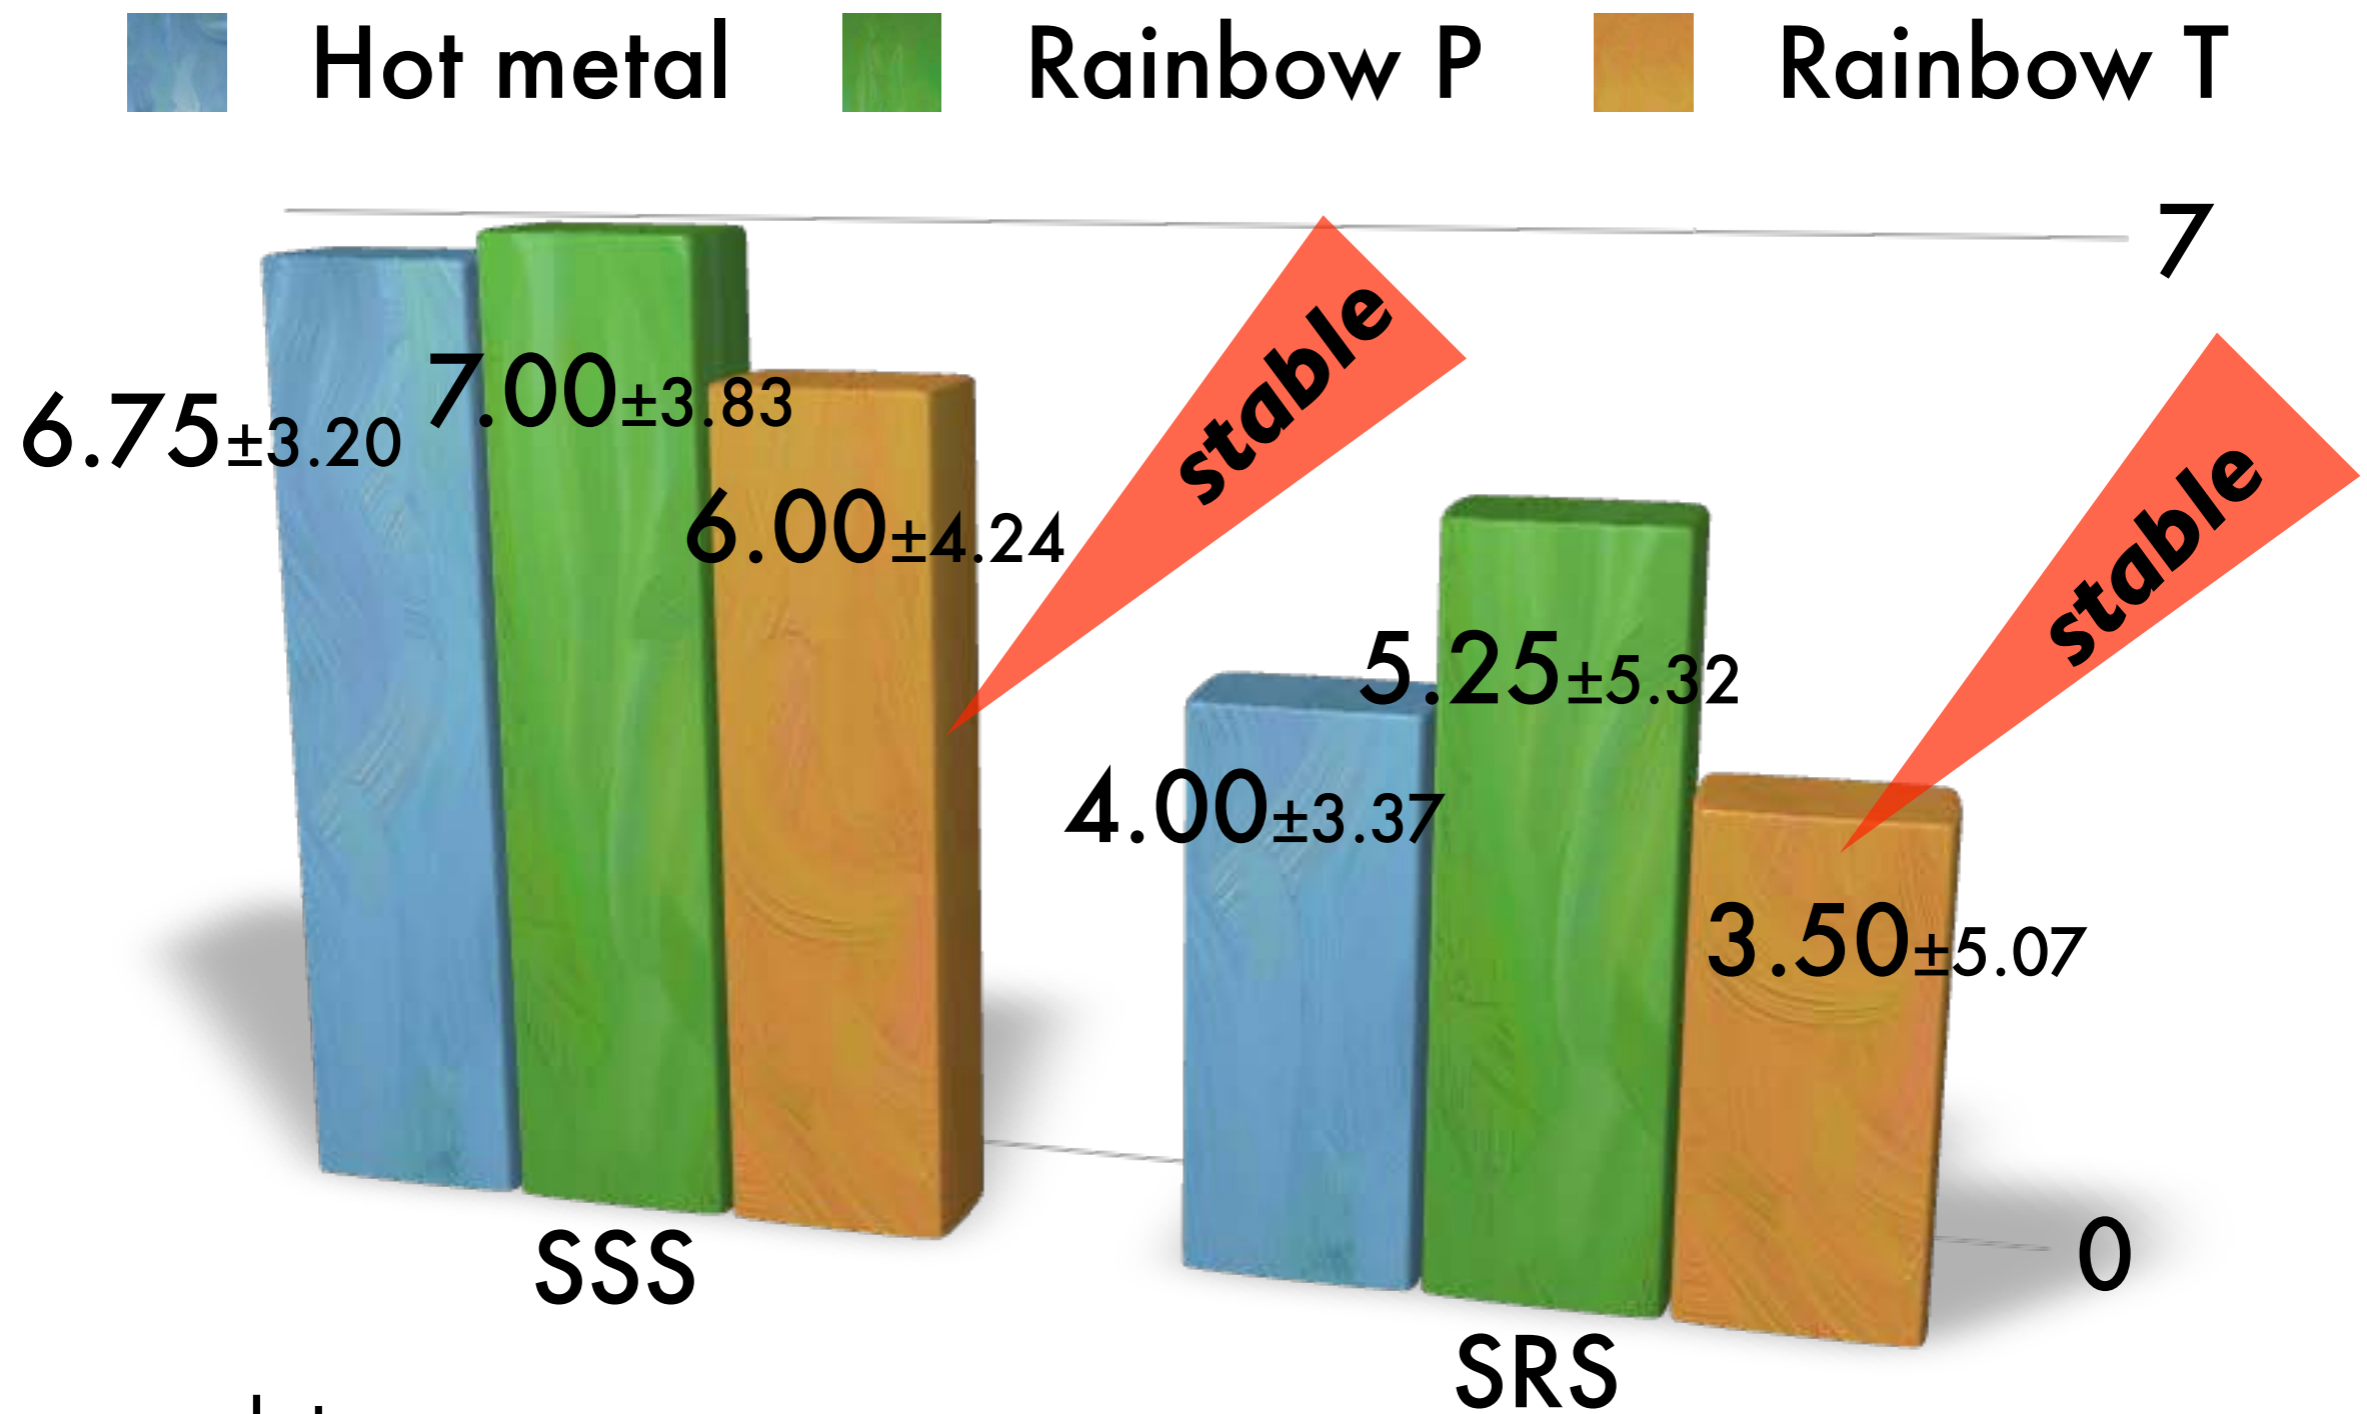 Hot metal
Rainbow P
Rainbow T
7
6.75±3.20
7.00±3.83
6.00±4.24
stable
4.00±3.37
5.25±5.32
3.50±5.07
stable
0
SSS
SRS